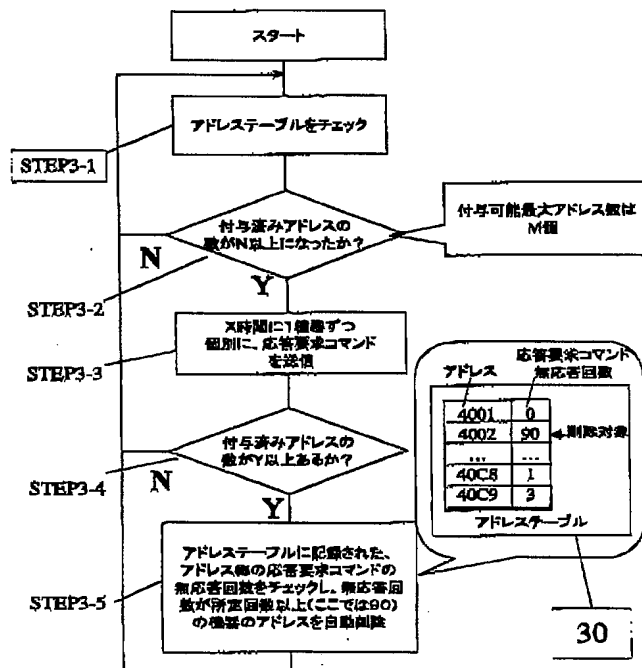 スタート
アドレステーブルをチェック
STEP3-1
付与済みアドレスの
数がN以上になったか?
付与可能最大アドレス数は
M個
N
Y
STEP3-2
X時間に1機器ずつ
個別に、応答要求コマンド
を送信
STEP3-3
付与済みアドレスの
数がY以上あるか?
N
Y
STEP3-4
アドレステーブルに記録された、
アドレス毎の応答要求コマンドの
無応答回数をチェックし、無応答回
数が所定回数以上(ここでは90)
の機器のアドレスを自動削除
STEP3-5
アドレス
応答要求コマンド
無応答回数
4001 0
4002 90
削除対象
... ...
40C8 1
40C9 3
アドレステーブル
30